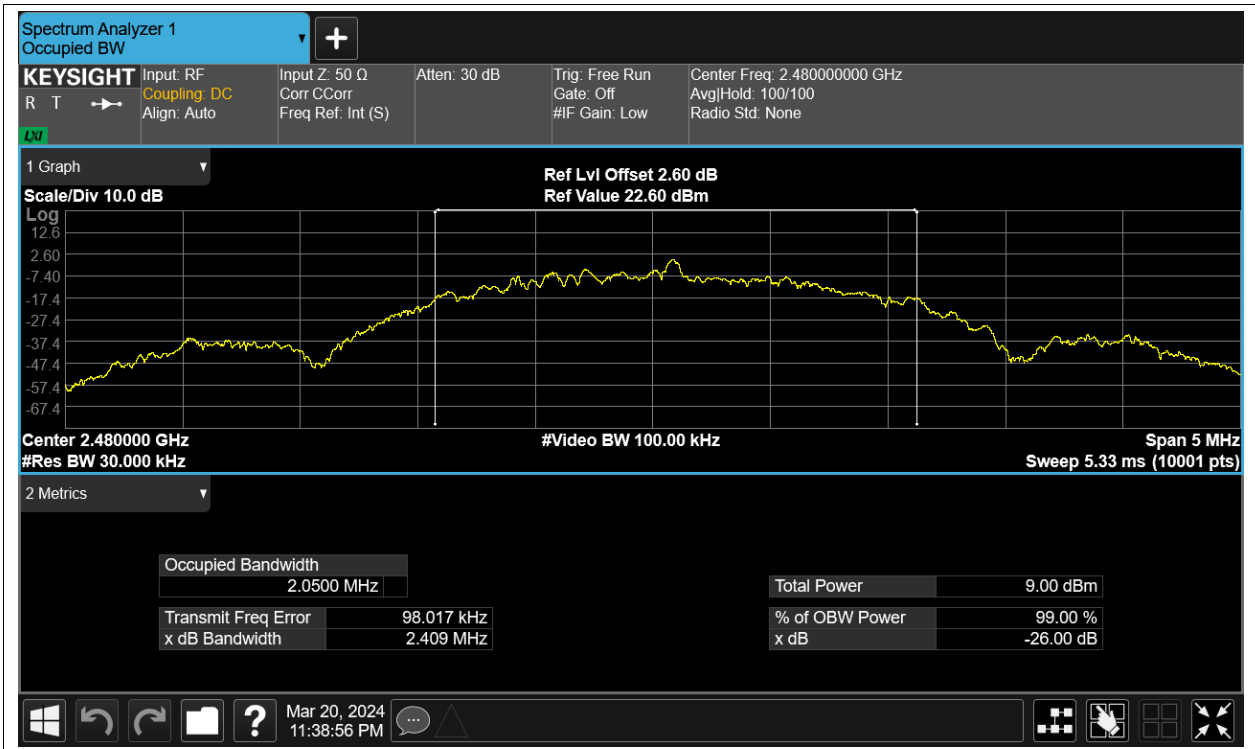 Spectrum Analyzer 1
Occupied BW
KEYSIGHT
R T
LXI
Input: RF
Coupling: DC
Align: Auto
Input Z: 50 Ω
Corr CCorr
Freq Ref: Int (S)
Atten: 30 dB
Trig: Free Run
Gate: Off
#IF Gain: Low
Center Freq: 2.480000000 GHz
Avg|Hold: 100/100
Radio Std: None
1 Graph
Scale/Div 10.0 dB
Ref Lvl Offset 2.60 dB
Ref Value 22.60 dBm
Log
12.6
2.60
-7.40
-17.4
-27.4
-37.4
-47.4
-57.4
-67.4
Center 2.480000 GHz
#Res BW 30.000 kHz
#Video BW 100.00 kHz
Span 5 MHz
Sweep 5.33 ms (10001 pts)
2 Metrics
Occupied Bandwidth
2.0500 MHz
Total Power 9.00 dBm
Transmit Freq Error 98.017 kHz
% of OBW Power 99.00 %
x dB Bandwidth 2.409 MHz
x dB -26.00 dB
?
Mar 20, 2024
11:38:56 PM